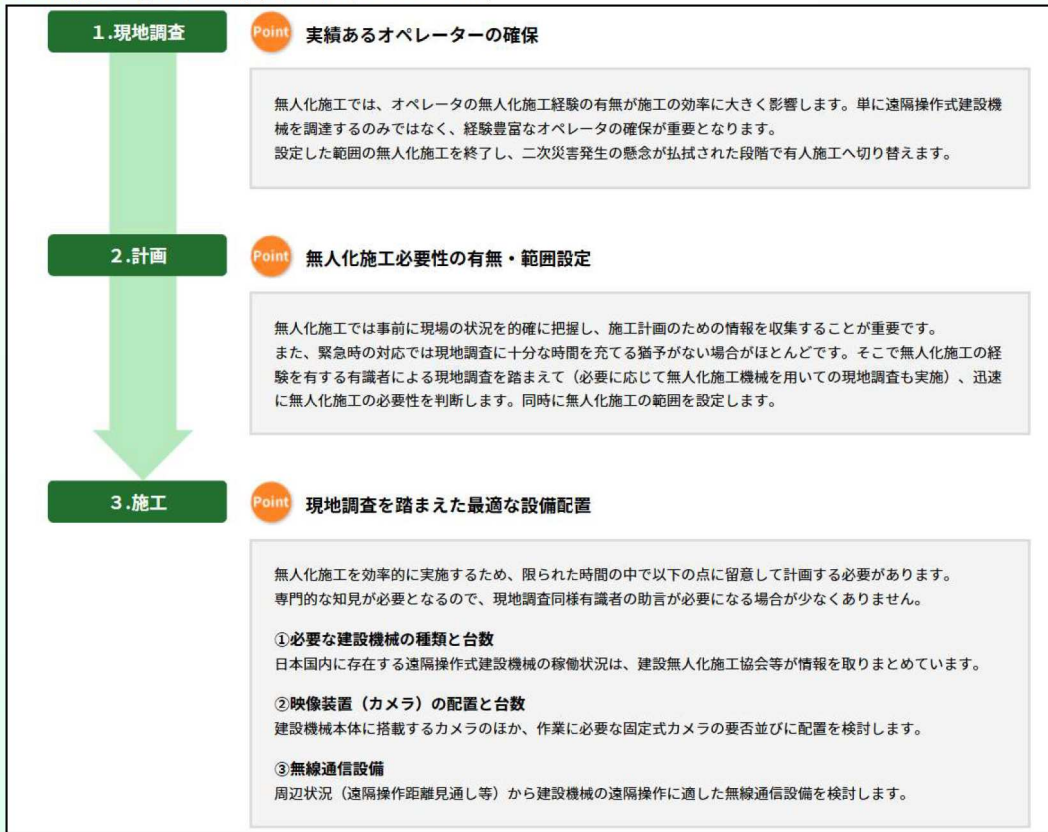 1.現地調査
Point 実績あるオペレーターの確保
無人化施工では、オペレータの無人化施工経験の有無が施工の効率に大きく影響します。単に遠隔操作式建設機
械を調達するのみではなく、経験豊富なオペレータの確保が重要となります。
設定した範囲の無人化施工を終了し、二次災害発生の懸念が払拭された段階で有人施工へ切り替えます。
2.計画
Point 無人化施工必要性の有無・範囲設定
無人化施工では事前に現場の状況を的確に把握し、施工計画のための情報を収集することが重要です。
また、緊急時の対応では現地調査に十分な時間を充てる猶予がない場合がほとんどです。そこで無人化施工の経
験を有する有識者による現地調査を踏まえて（必要に応じて無人化施工機械を用いての現地調査も実施）、迅速
に無人化施工の必要性を判断します。同時に無人化施工の範囲を設定します。
3.施工
Point 現地調査を踏まえた最適な設備配置
無人化施工を効率的に実施するため、限られた時間の中で以下の点に留意して計画する必要があります。
専門的な知見が必要となるので、現地調査同様有識者の助言が必要になる場合が少なくありません。
①必要な建設機械の種類と台数
日本国内に存在する遠隔操作式建設機械の稼働状況は、建設無人化施工協会等が情報を取りまとめています。
②映像装置（カメラ）の配置と台数
建設機械本体に搭載するカメラのほか、作業に必要な固定式カメラの要否並びに配置を検討します。
③無線通信設備
周辺状況（遠隔操作距離見通し等）から建設機械の遠隔操作に適した無線通信設備を検討します。